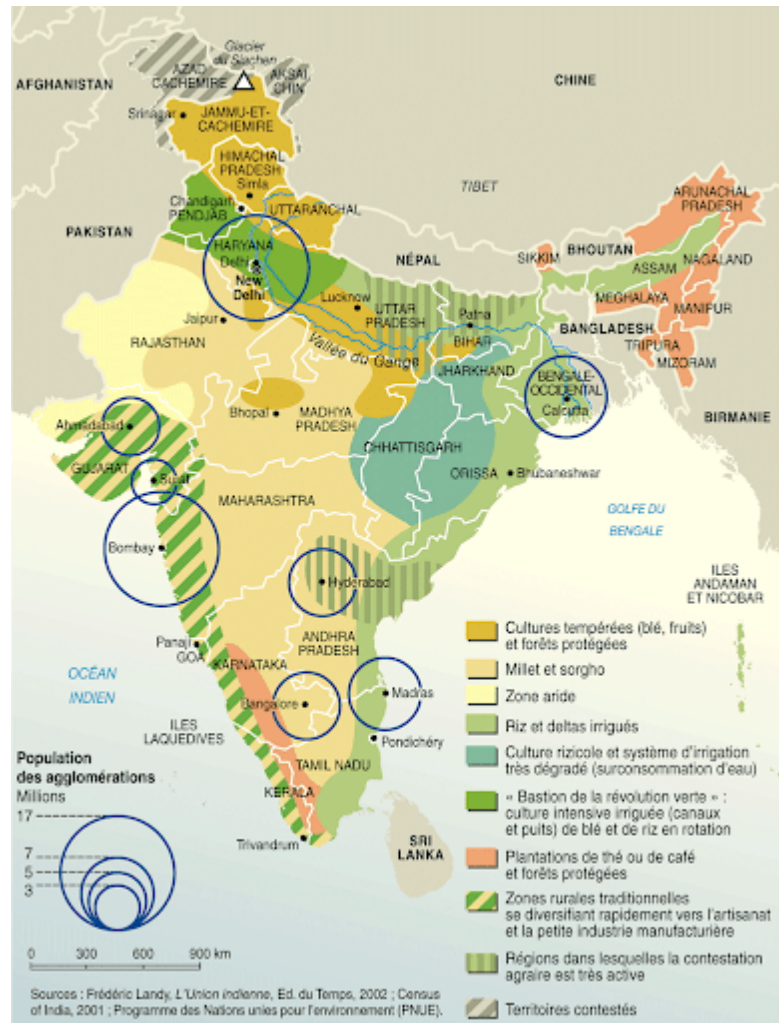 Glacier
du Siachen
AFGHANISTAN
AZAD
CACHEMIRE
AKSAI
CHIN
CHINE
Srinagar
JAMMU-ET-
CACHEMIRE
HIMACHAL
PRADESH
Simla
TIBET
Chandigarh
PENDJAB
UTTARANCHAL
ARUNACHAL
PRADESH
PAKISTAN
HARYANA
Delhi
New
Delhi
NÉPAL
SIKKIM
BHOUTAN
NAGALAND
ASSAM
Lucknow
UTTAR
PRADESH
Patna
BIHAR
MEGHALAYA
MANIPUR
Jaipur
RAJASTHAN
Vallée du Gange
BANGLADESH
TRIPURA
MIZORAM
JHARKHAND
BENGALE-
OCCIDENTAL
Calcutta
BIRMANIE
Ahmadabad
Bhopal
MADHYA
PRADESH
CHHATTISGARH
GUJARAT
Surat
ORISSA
Bhubaneshwar
MAHARASHTRA
GOLFE DU
BENGALE
Bombay
Hyderabad
ILES
ANDAMAN
ET NICOBAR
ANDHRA
PRADESH
Panaji
GOA
KARNATAKA
OCÉAN
INDIEN
Bangalore
Madras
ILES
LAQUEDIVES
Pondichéry
TAMIL NADU
KERALA
Trivandrum
SRI
LANKA
Population
des agglomérations
Millions
17
7
5
3
0 300 600 900 km
Cultures tempérées (blé, fruits)
et forêts protégées
Millet et sorgho
Zone aride
Riz et deltas irrigués
Culture rizicole et système d'irrigation
très dégradé (surconsommation d'eau)
« Bastion de la révolution verte » :
culture intensive irriguée (canaux
et puits) de blé et de riz en rotation
Plantations de thé ou de café
et forêts protégées
Zones rurales traditionnelles
se diversifiant rapidement vers l'artisanat
et la petite industrie manufacturière
Régions dans lesquelles la contestation
agraire est très active
Territoires contestés
Sources : Frédéric Landy, L'Union indienne, Ed. du Temps, 2002 ; Census
of India, 2001 ; Programme des Nations unies pour l'environnement (PNUE).